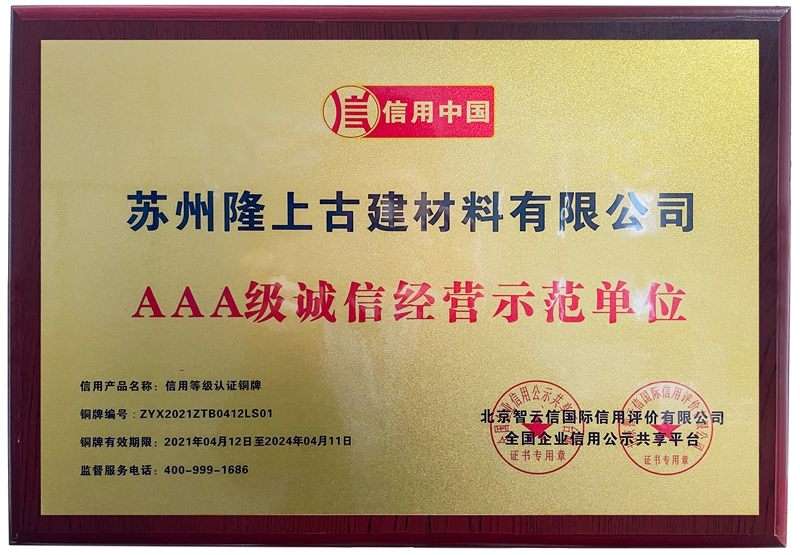 信用中国
苏州隆上古建材料有限公司
AAA级诚信经营示范单位
信用产品名称：信用等级认证铜牌
铜牌编号：ZYX2021ZTB0412LS01
铜牌有效期限：2021年04月12日至2024年04月11日
监督服务电话：400-999-1686
北京智云信国际信用评价有限公司
全国企业信用公示共享平台
证书专用章
证书专用章